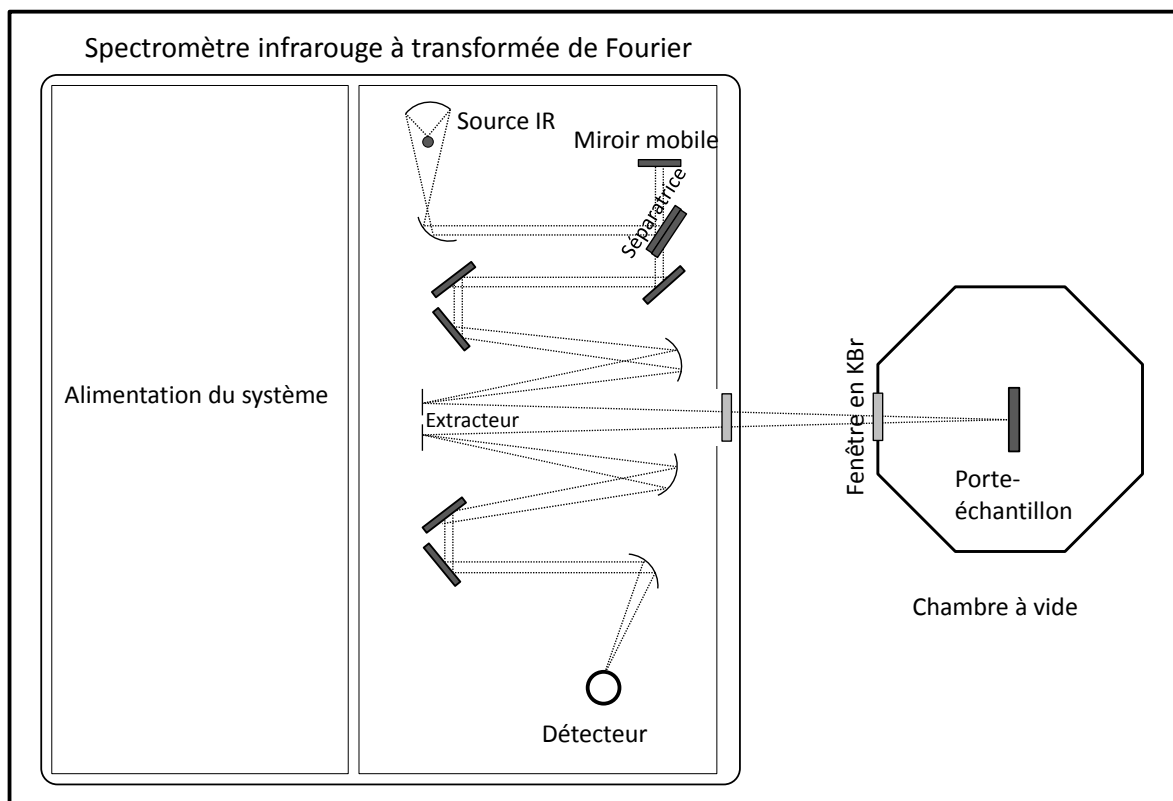 Spectromètre infrarouge à transformée de Fourier
Source IR
Miroir mobile
Séparatrice
Alimentation du système
Extracteur
Fenêtre en KBr
Porte-
échantillon
Chambre à vide
Détecteur